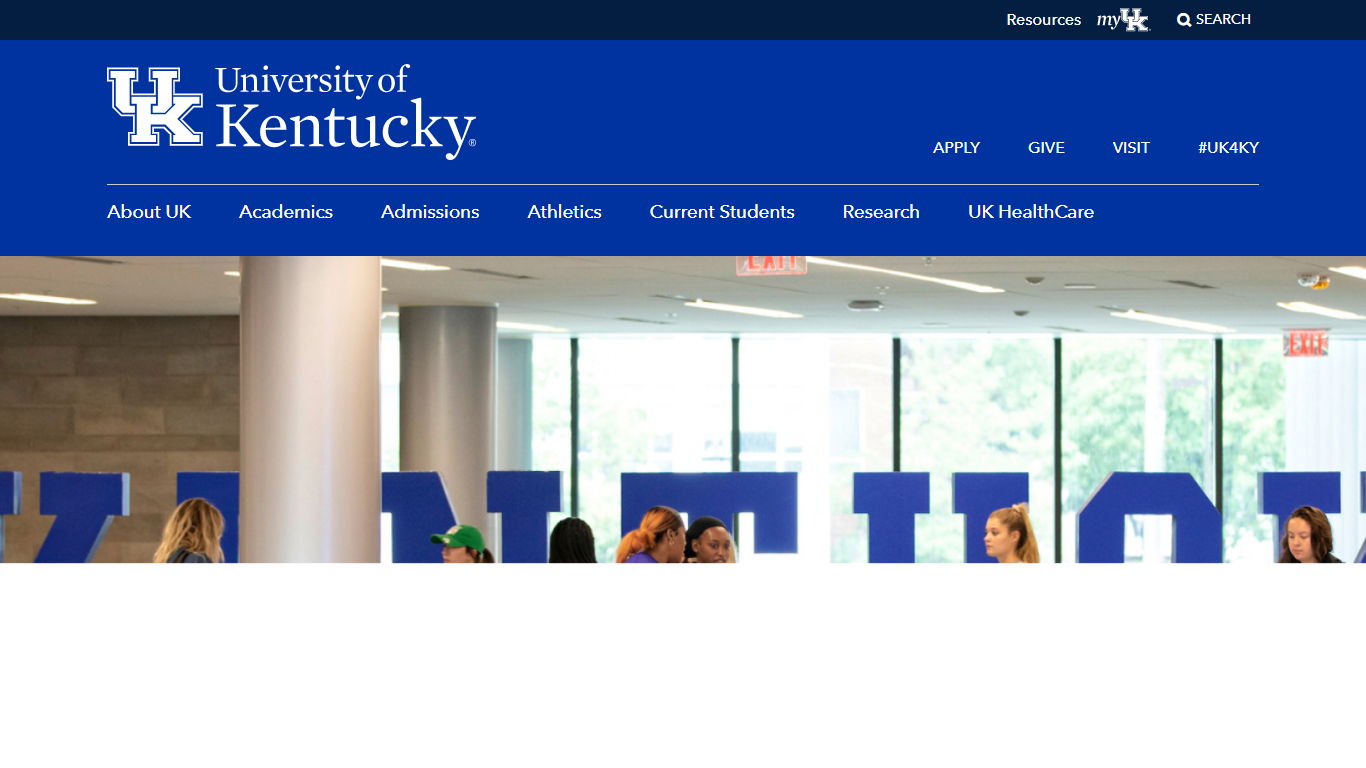 Resources
myUK
SEARCH
UK
University of
Kentucky®
APPLY
GIVE
VISIT
#UK4KY
About UK
Academics
Admissions
Athletics
Current Students
Research
UK HealthCare
EXIT
EXIT